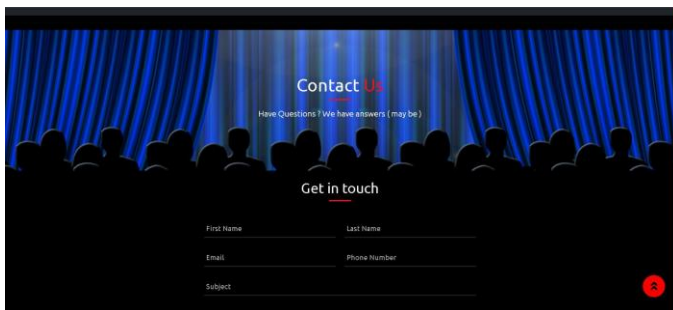 Contact Us
Have Questions ? We have answers ( may be )
Get in touch
First Name Last Name
Email Phone Number
Subject